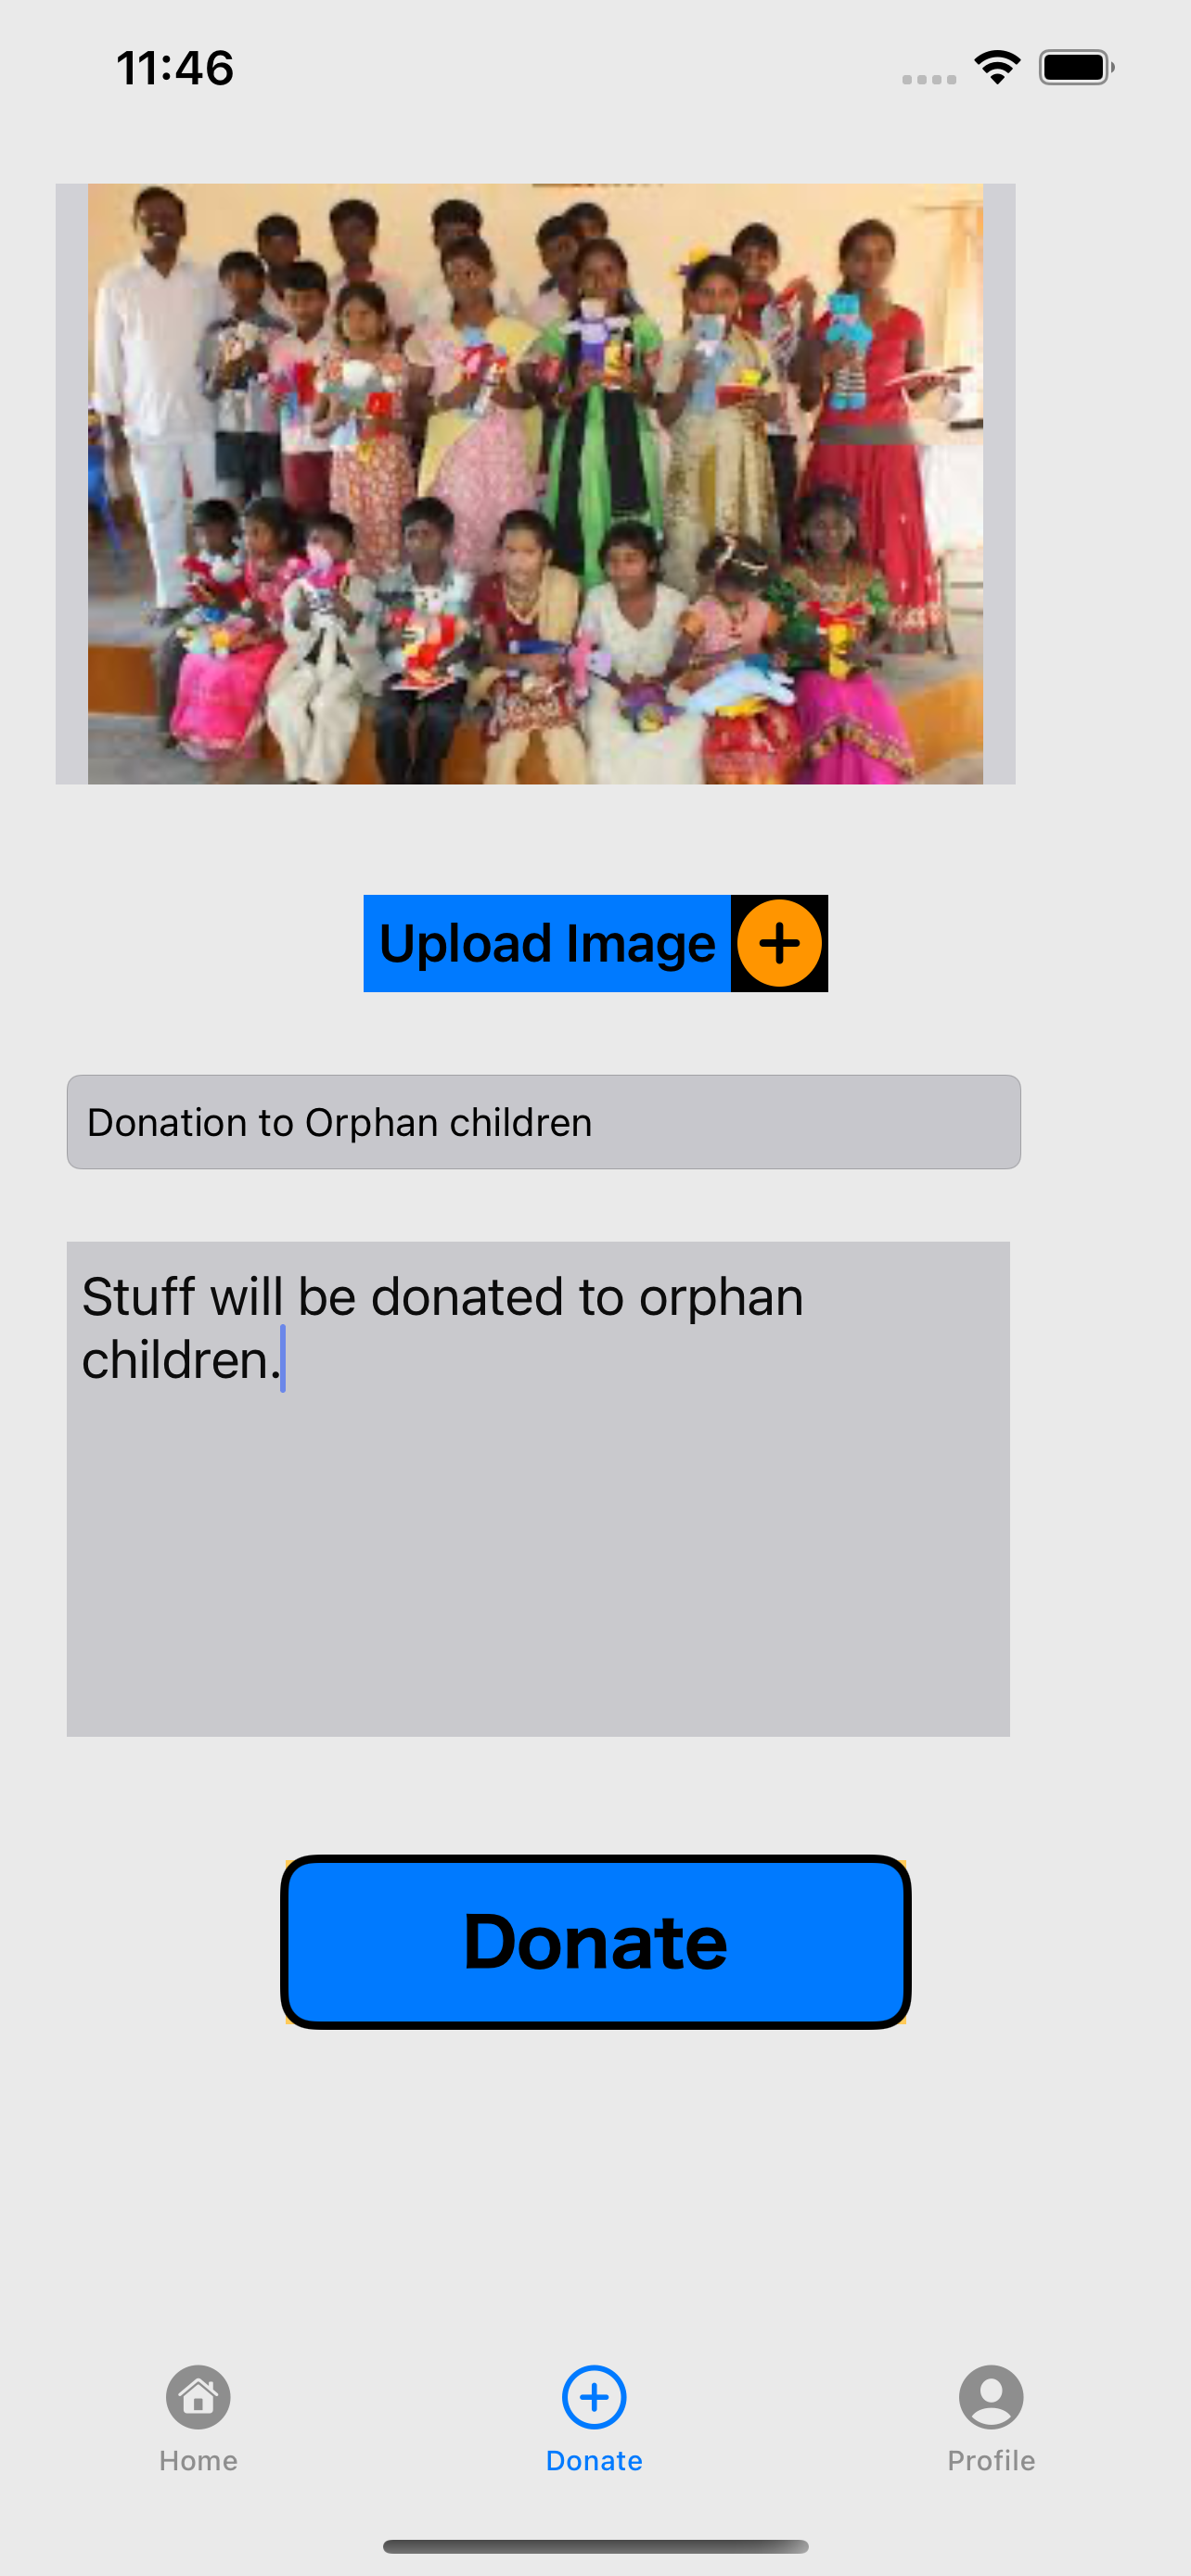 11:46
Upload Image
Donation to Orphan children
Stuff will be donated to orphan
children.
Donate
Home
Donate
Profile